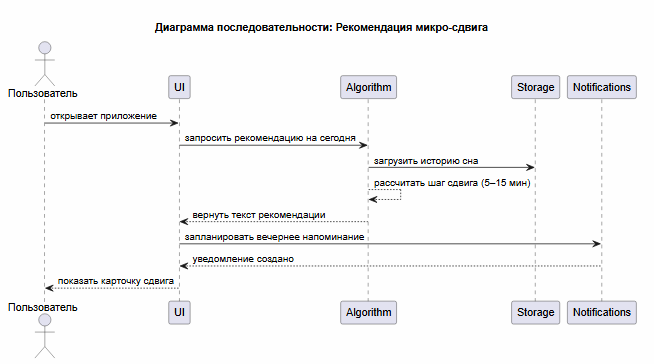 Диаграмма последовательности: Рекомендация микро-сдвига
Пользователь
UI
Algorithm
Storage
Notifications
открывает приложение
запросить рекомендацию на сегодня
загрузить историю сна
рассчитать шаг сдвига (5–15 мин)
вернуть текст рекомендации
запланировать вечернее напоминание
уведомление создано
показать карточку сдвига
Пользователь
UI
Algorithm
Storage
Notifications